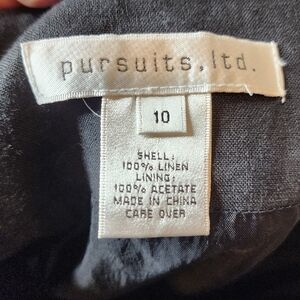 pursuits, ltd.
10
SHELL:
100% LINEN
LINING:
100% ACETATE
MADE IN CHINA
CARE OVER